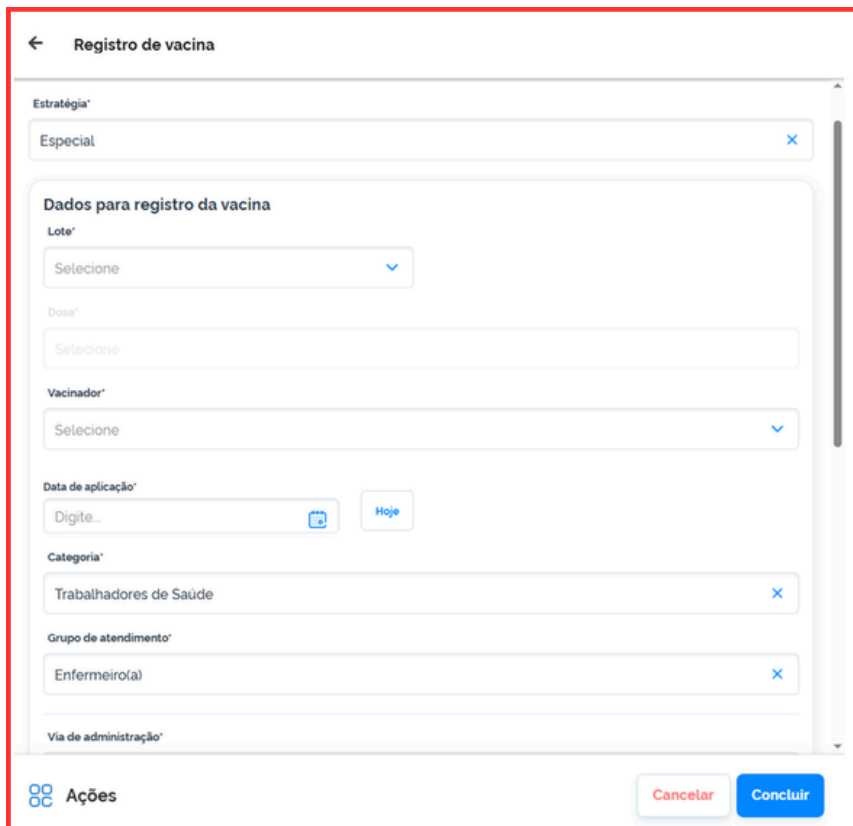 Registro de vacina
Estratégia*
Especial
Dados para registro da vacina
Lote*
Selecione
Dose*
Selecione
Vacinador*
Selecione
Data de aplicação*
Digite...
Hoje
Categoria*
Trabalhadores de Saúde
Grupo de atendimento*
Enfermeiro(a)
Via de administração*
Ações
Cancelar
Concluir